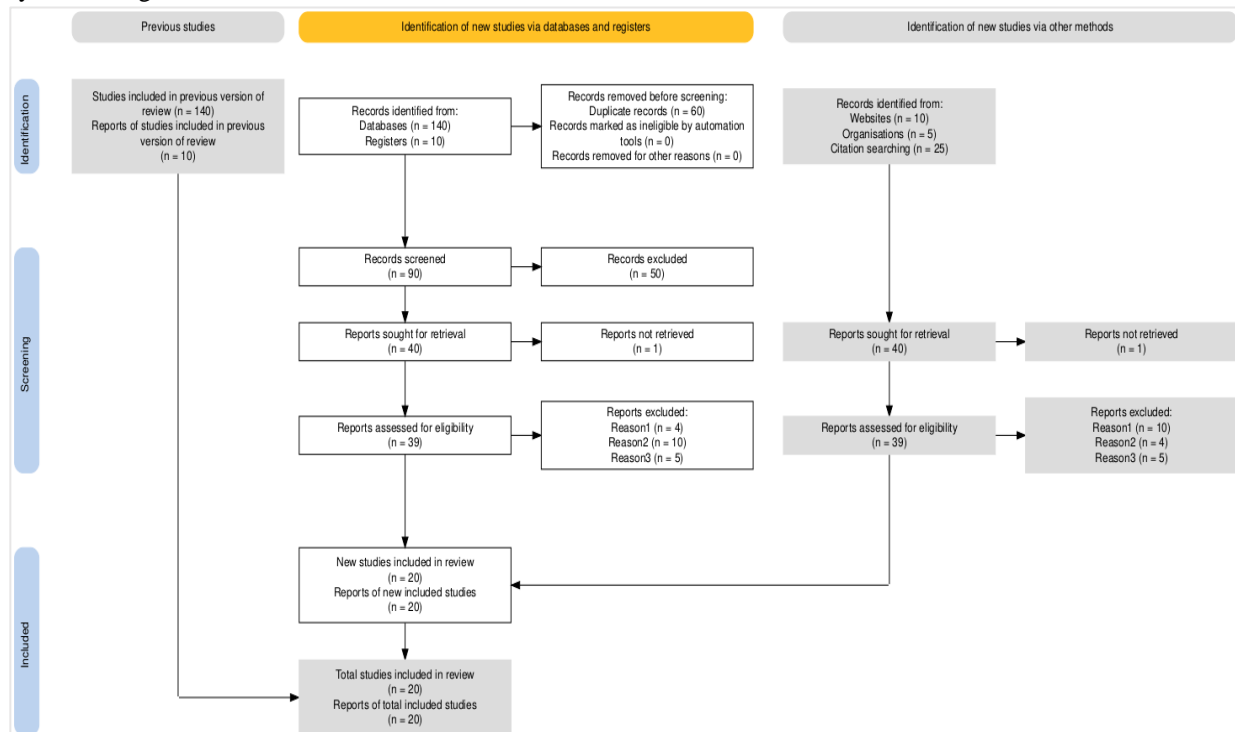 Previous studies
Identification of new studies via databases and registers
Identification of new studies via other methods
Identification
Studies included in previous version of
review (n = 140)
Reports of studies included in previous
version of review
(n = 10)
Records identified from:
Databases (n = 140)
Registers (n = 10)
Records removed before screening:
Duplicate records (n = 60)
Records marked as ineligible by automation
tools (n = 0)
Records removed for other reasons (n = 0)
Records identified from:
Websites (n = 10)
Organisations (n = 5)
Citation searching (n = 25)
Screening
Records screened
(n = 90)
Records excluded
(n = 50)
Reports sought for retrieval
(n = 40)
Reports not retrieved
(n = 1)
Reports sought for retrieval
(n = 40)
Reports not retrieved
(n = 1)
Reports assessed for eligibility
(n = 39)
Reports excluded:
Reason1 (n = 4)
Reason2 (n = 10)
Reason3 (n = 5)
Reports assessed for eligibility
(n = 39)
Reports excluded:
Reason1 (n = 10)
Reason2 (n = 4)
Reason3 (n = 5)
Included
New studies included in review
(n = 20)
Reports of new included studies
(n = 20)
Total studies included in review
(n = 20)
Reports of total included studies
(n = 20)